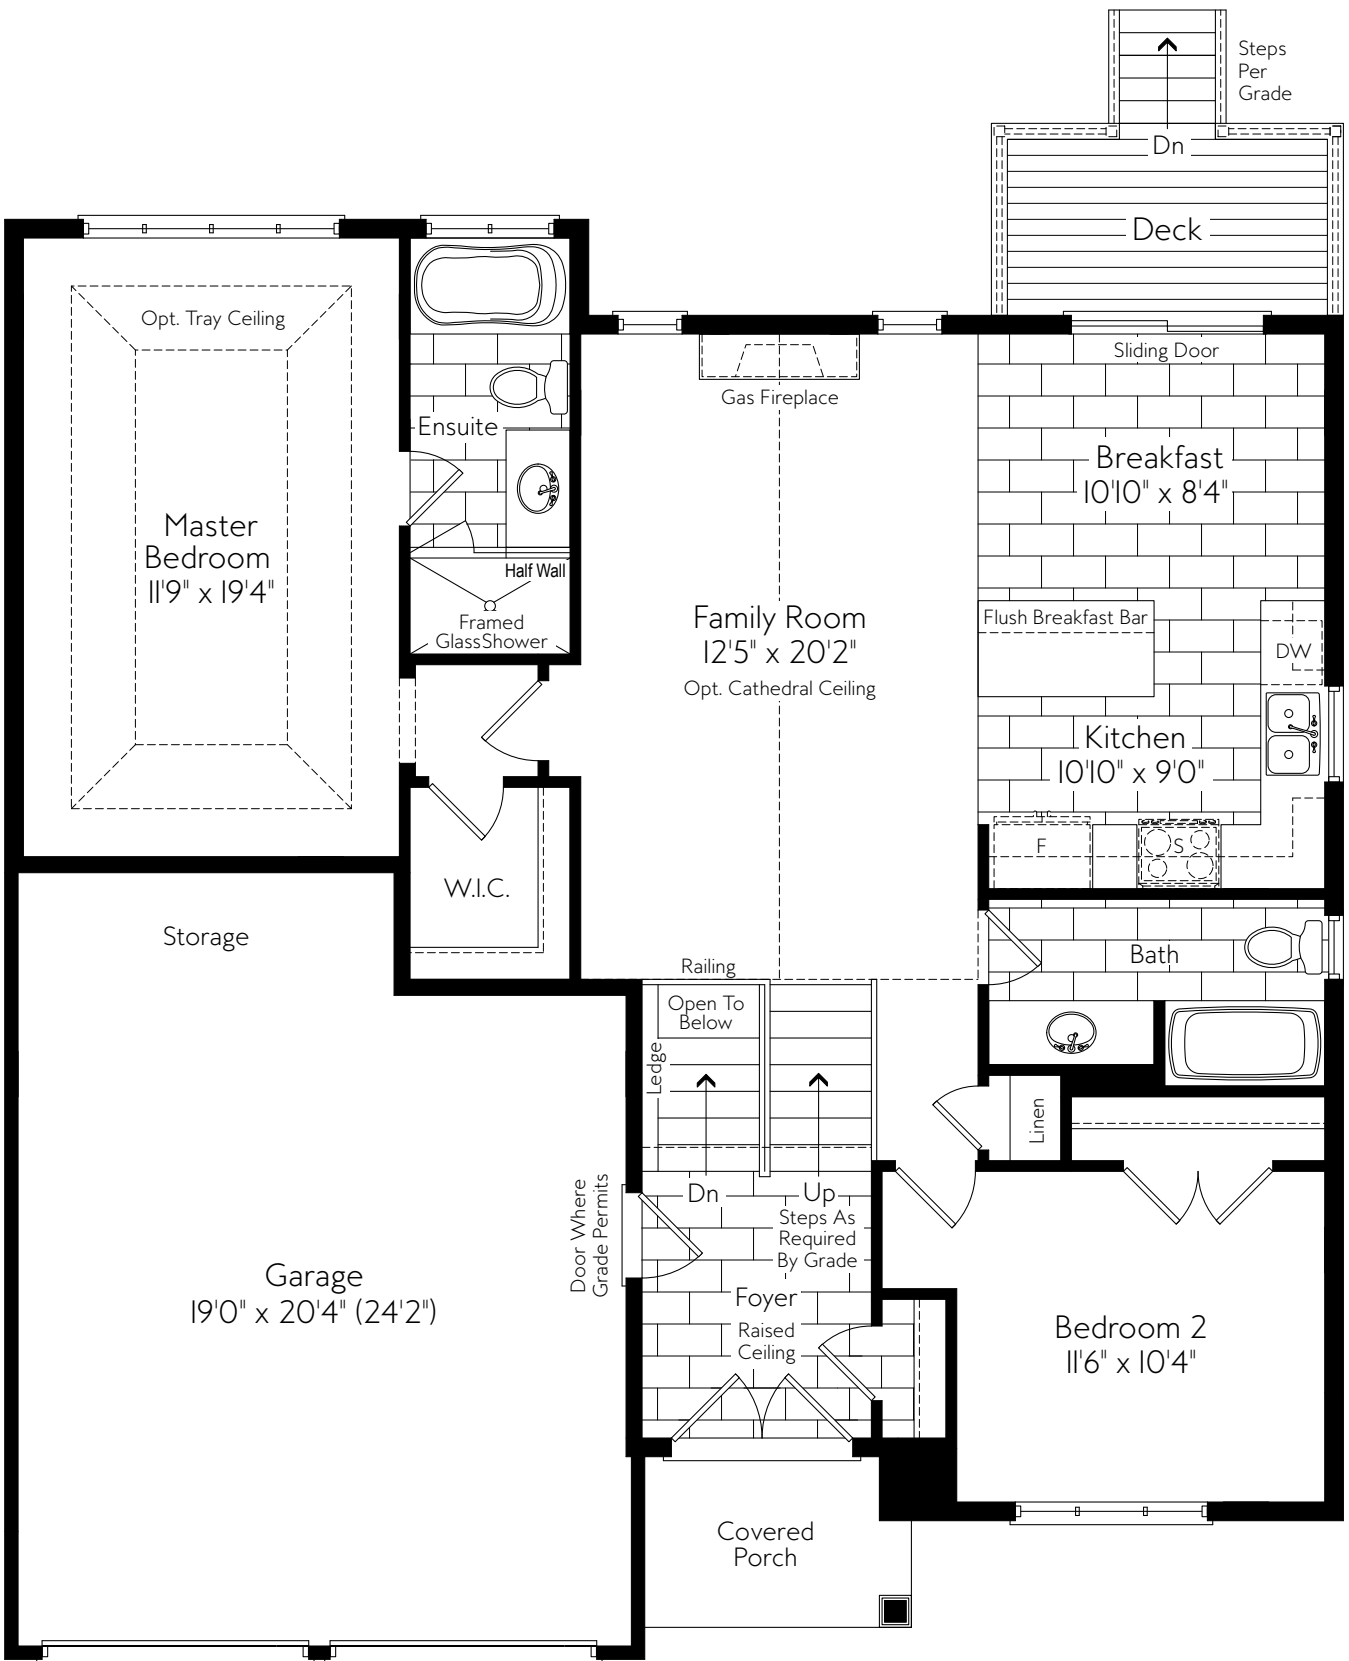 Steps
Per
Grade
Dn
Deck
Opt. Tray Ceiling
Sliding Door
Gas Fireplace
Ensuite
Breakfast
10'10" x 8'4"
Master
Bedroom
11'9" x 19'4"
Half Wall
Framed
GlassShower
Family Room
12'5" x 20'2"
Opt. Cathedral Ceiling
Flush Breakfast Bar
DW
Kitchen
10'10" x 9'0"
F
S
W.I.C.
Storage
Bath
Railing
Open To
Below
Ledge
Linen
Dn
Up
Steps As
Required
By Grade
Door Where
Grade Permits
Garage
19'0" x 20'4" (24'2")
Foyer
Raised
Ceiling
Bedroom 2
11'6" x 10'4"
Covered
Porch